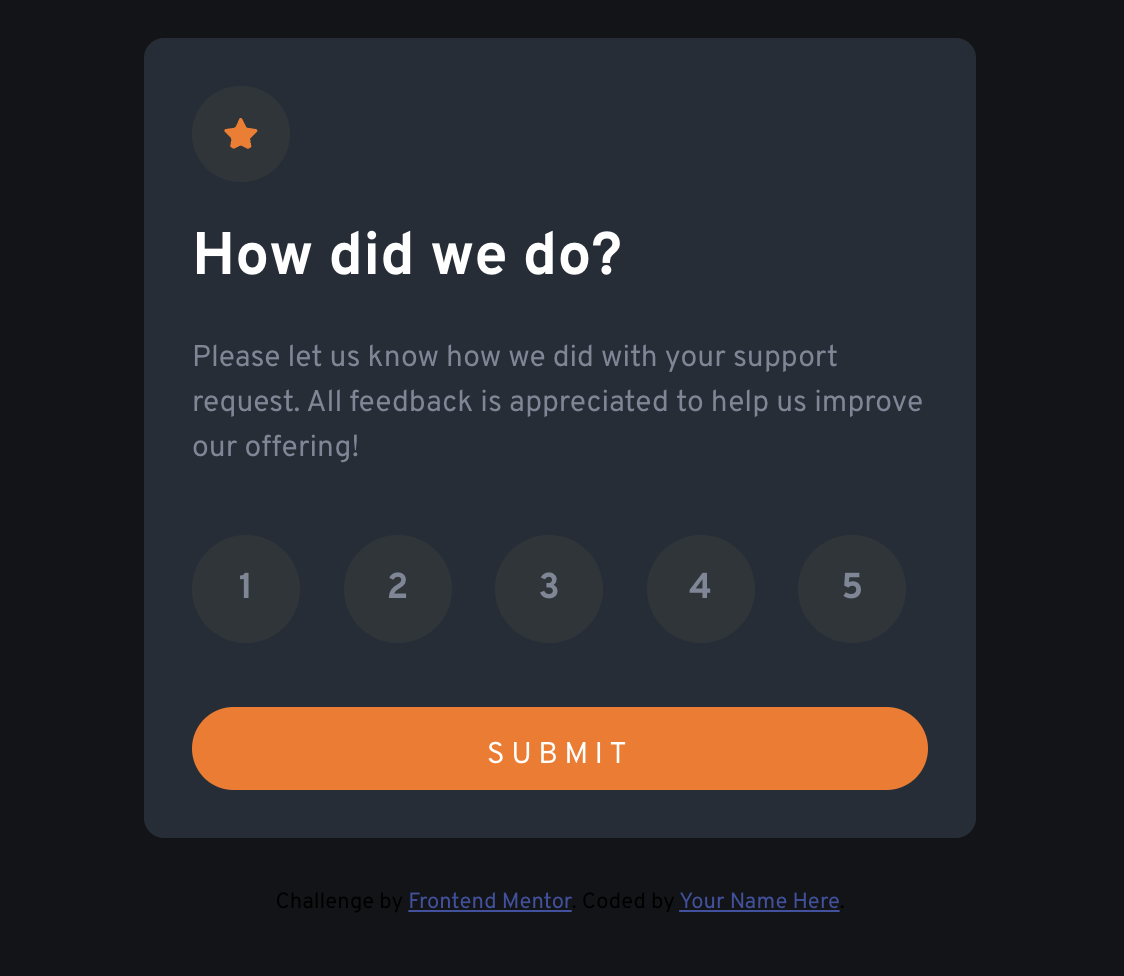 How did we do?
Please let us know how we did with your support
request. All feedback is appreciated to help us improve
our offering!
1 2 3 4 5
SUBMIT
Challenge by Frontend Mentor. Coded by Your Name Here.